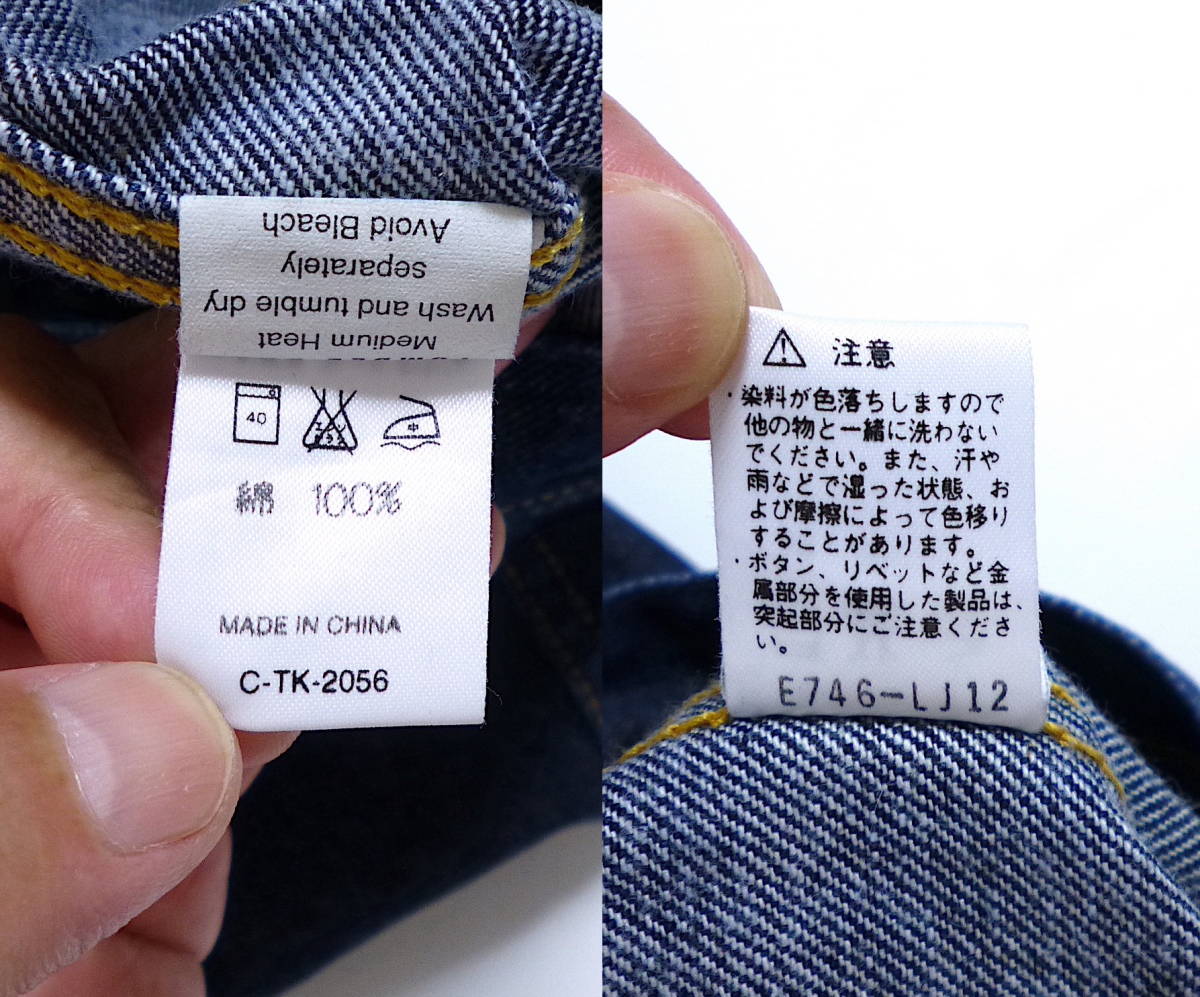 Medium Heat
Wash and tumble dry
separately
Avoid Bleach
40
エンソ
サラシ
中
綿 100%
MADE IN CHINA
C-TK-2056
注意
・染料が色落ちしますので
他の物と一緒に洗わない
でください。また、汗や
雨などで湿った状態、お
よび摩擦によって色移り
することがあります。
・ボタン、リベットなど金
属部分を使用した製品は、
突起部分にご注意くださ
い。
E746-LJ12